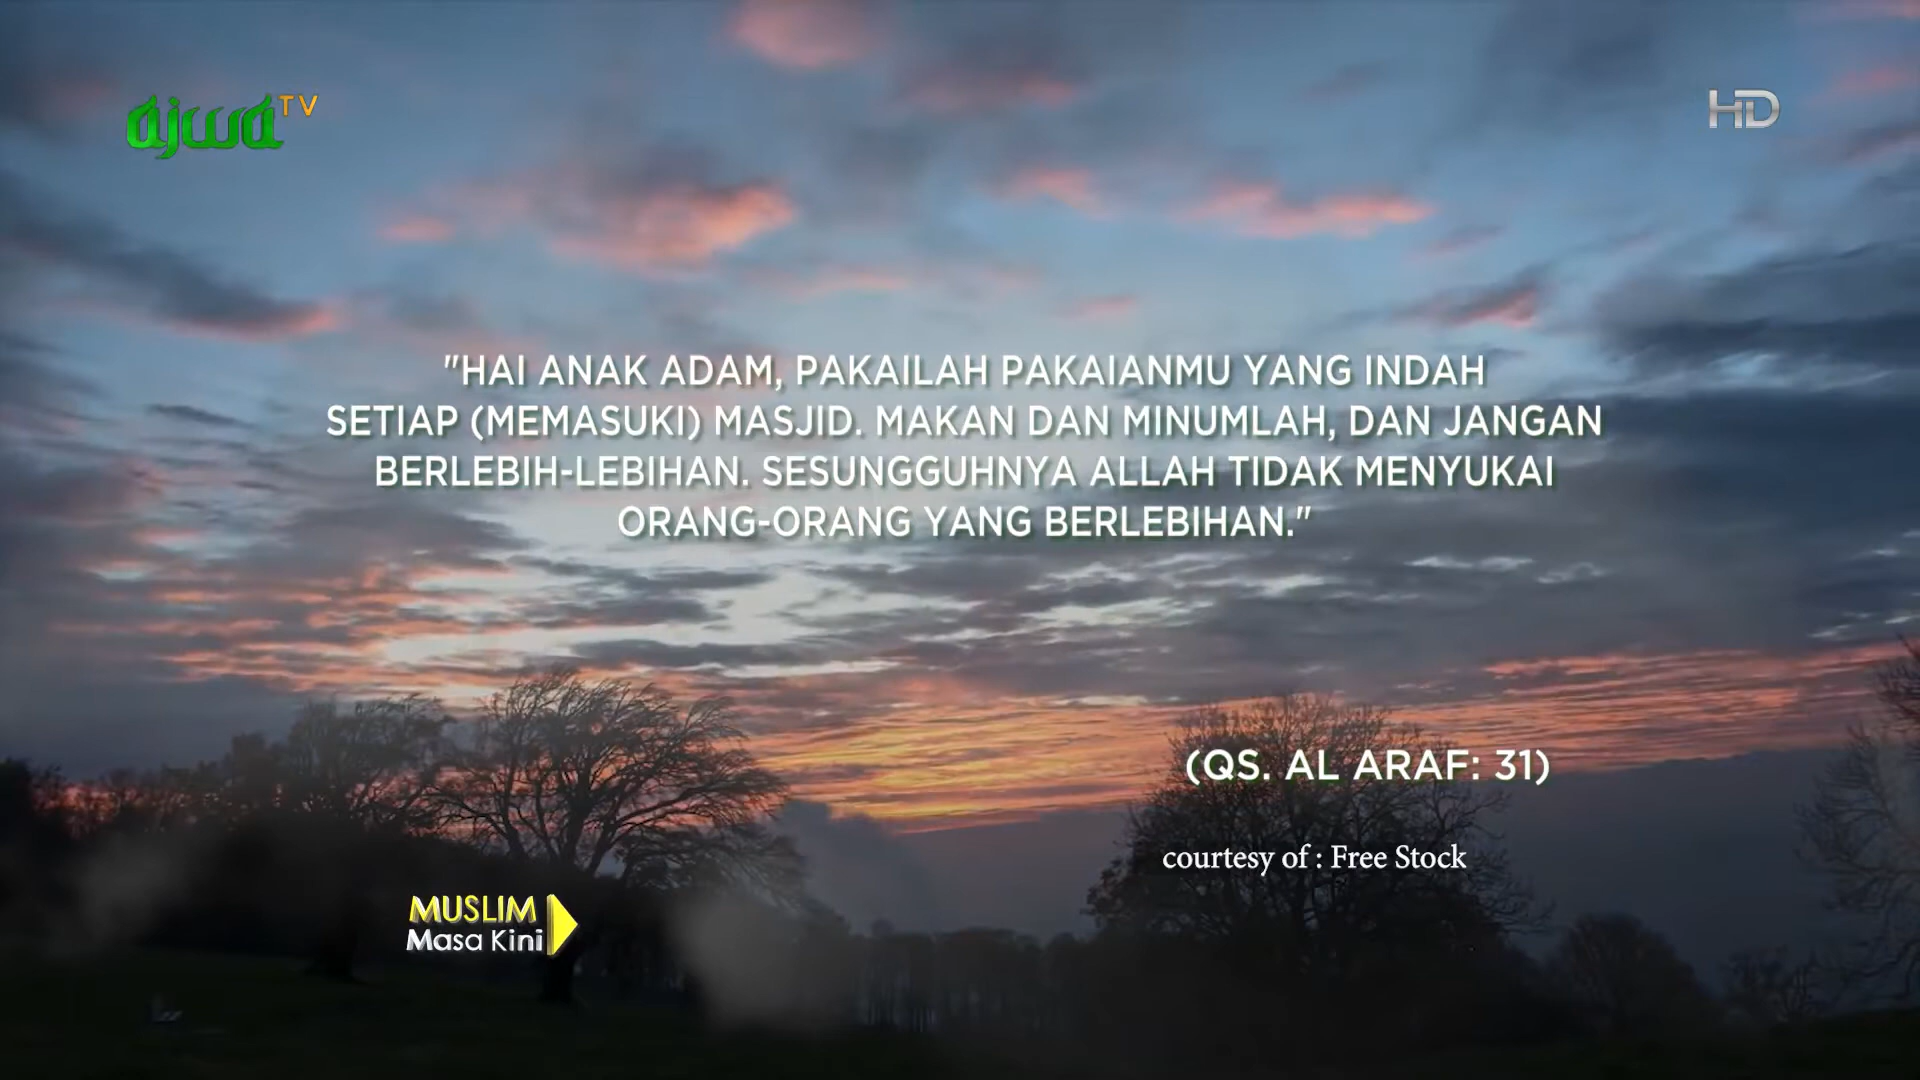 ajwa TV
HD
"HAI ANAK ADAM, PAKAILAH PAKAIANMU YANG INDAH
SETIAP (MEMASUKI) MASJID. MAKAN DAN MINUMLAH, DAN JANGAN
BERLEBIH-LEBIHAN. SESUNGGUHNYA ALLAH TIDAK MENYUKAI
ORANG-ORANG YANG BERLEBIHAN."
(QS. AL ARAF: 31)
courtesy of : Free Stock
MUSLIM
Masa Kini